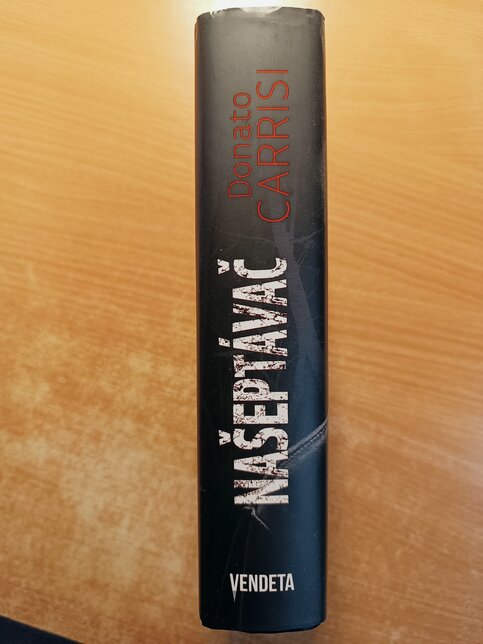 Donato
CARRISI
NAŠEPTÁVAČ
VENDETA